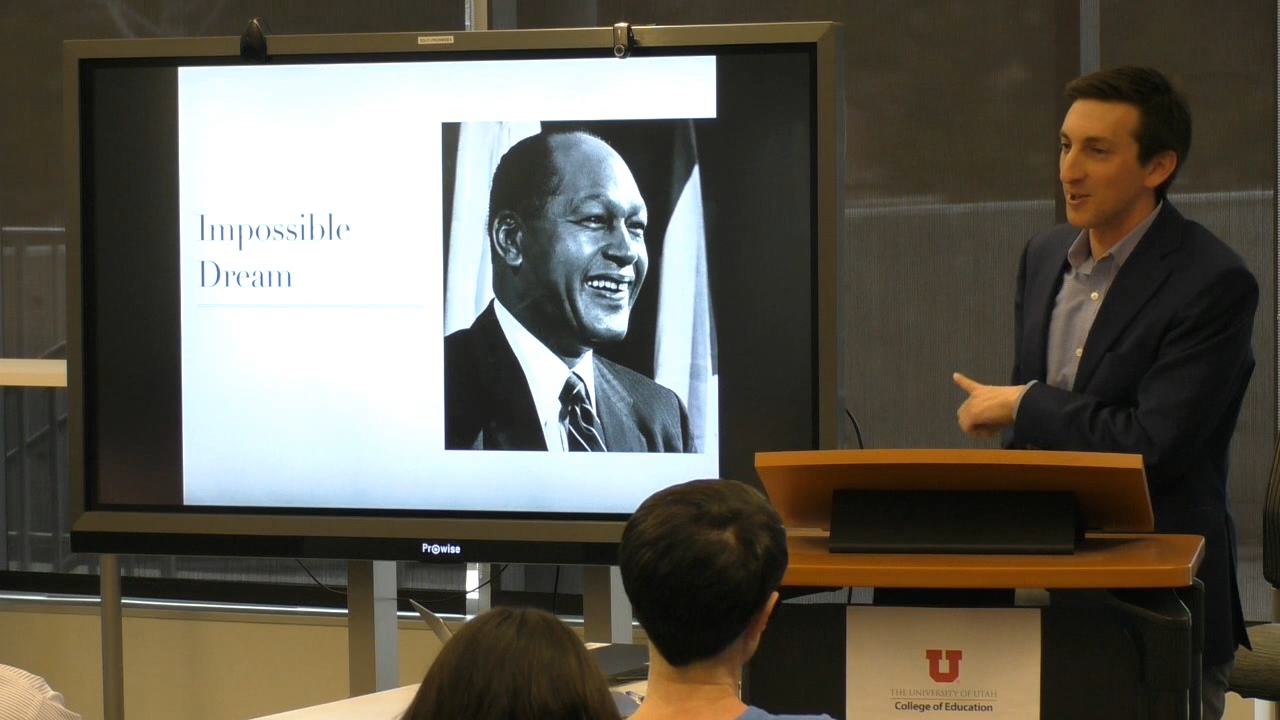 Impossible
Dream
Prowise
U
THE UNIVERSITY OF UTAH
College of Education